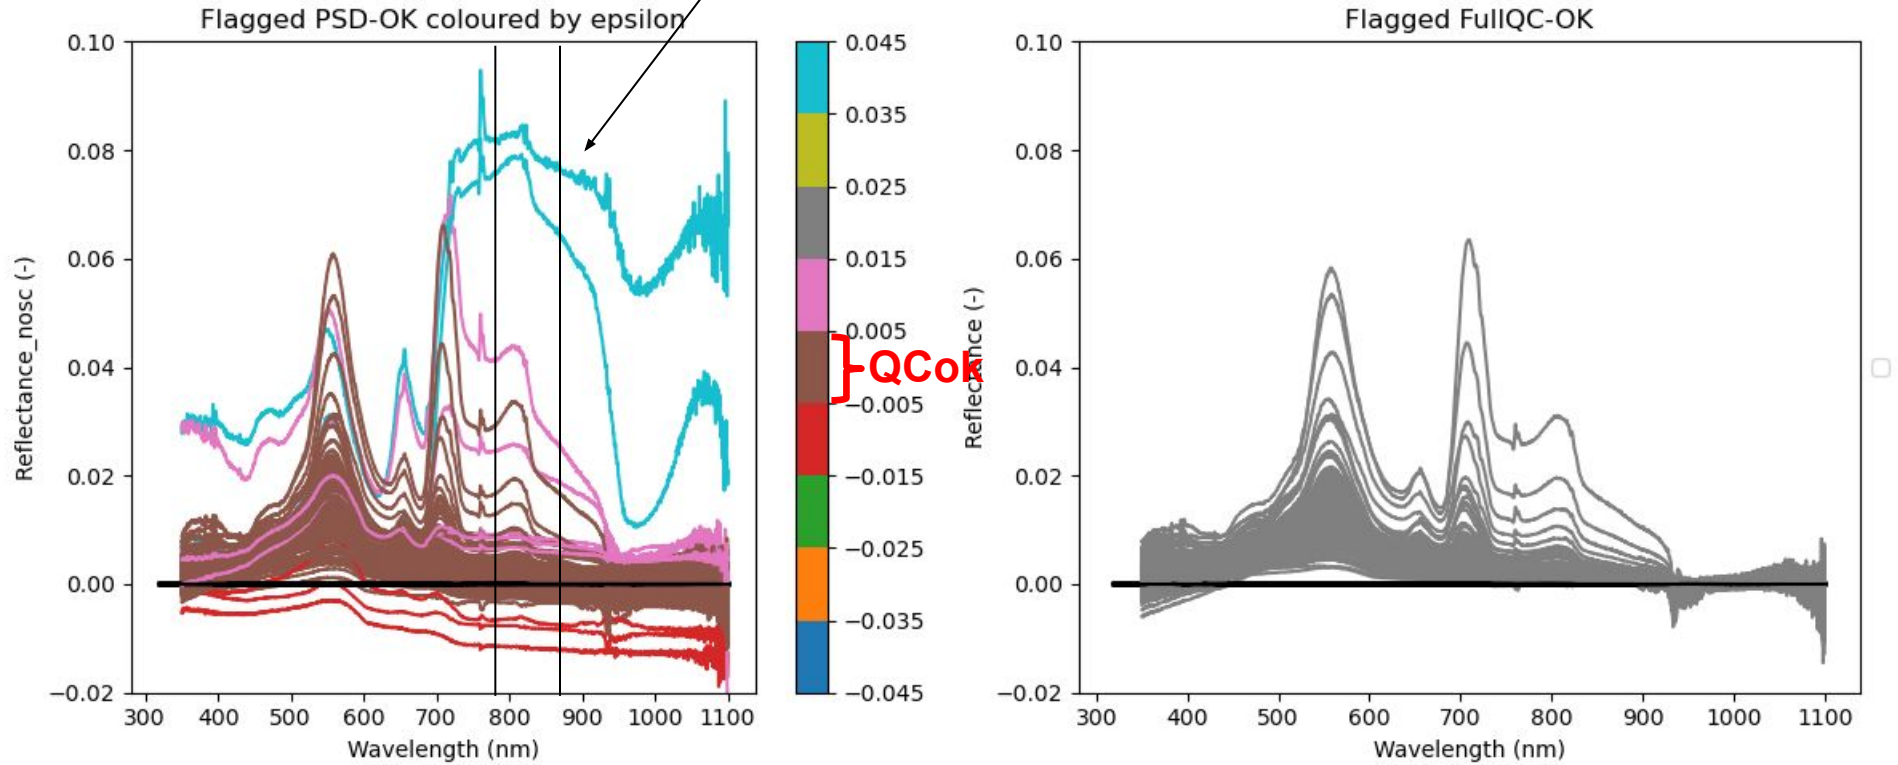 Flagged PSD-OK coloured by epsilon
Reflectance_nosc (-)
0.10
0.08
0.06
0.04
0.02
0.00
−0.02
300 400 500 600 700 800 900 1000 1100
Wavelength (nm)
0.045
0.035
0.025
0.015
0.005
−0.005
−0.015
−0.025
−0.035
−0.045
QCok
Flagged FullQC-OK
Reflectance (-)
0.10
0.08
0.06
0.04
0.02
0.00
−0.02
300 400 500 600 700 800 900 1000 1100
Wavelength (nm)